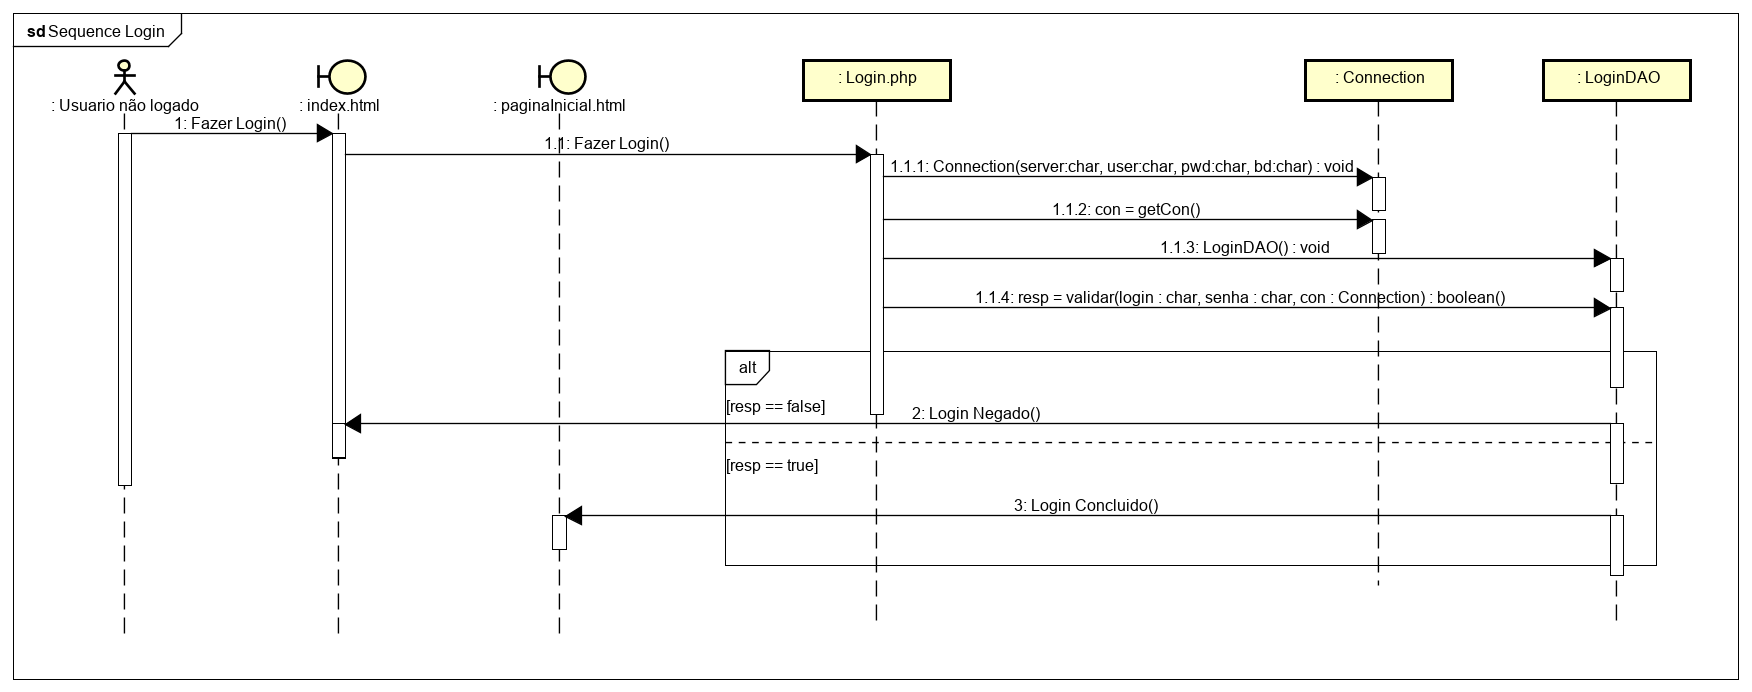 sd Sequence Login
: Usuario não logado
: index.html
: paginaInicial.html
: Login.php
: Connection
: LoginDAO
1: Fazer Login()
1.1: Fazer Login()
1.1.1: Connection(server:char, user:char, pwd:char, bd:char) : void
1.1.2: con = getCon()
1.1.3: LoginDAO() : void
1.1.4: resp = validar(login : char, senha : char, con : Connection) : boolean()
alt
[resp == false]
2: Login Negado()
[resp == true]
3: Login Concluido()